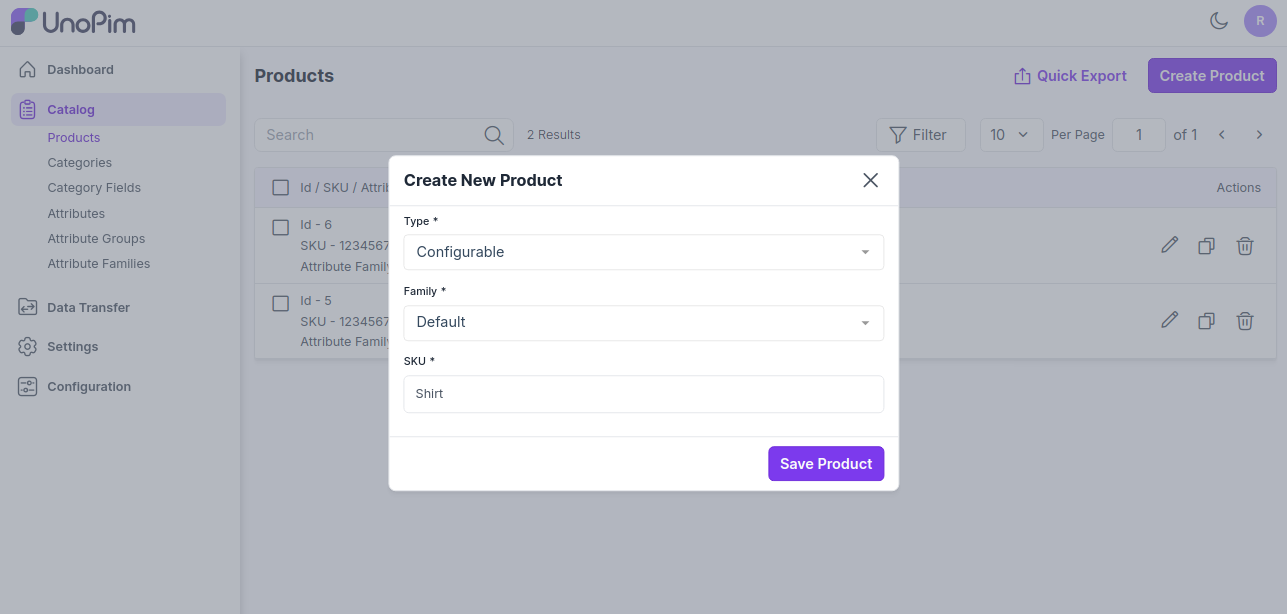 UnoPim
R
Dashboard
Catalog
Products
Categories
Category Fields
Attributes
Attribute Groups
Attribute Families
Data Transfer
Settings
Configuration
Products
Quick Export
Create Product
Search
2 Results
Filter
10
Per Page
1
of 1
Id / SKU / Attrib
Actions
Id - 6
SKU - 1234567
Attribute Family
Id - 5
SKU - 1234567
Attribute Family
Create New Product
Type *
Configurable
Family *
Default
SKU *
Shirt
Save Product